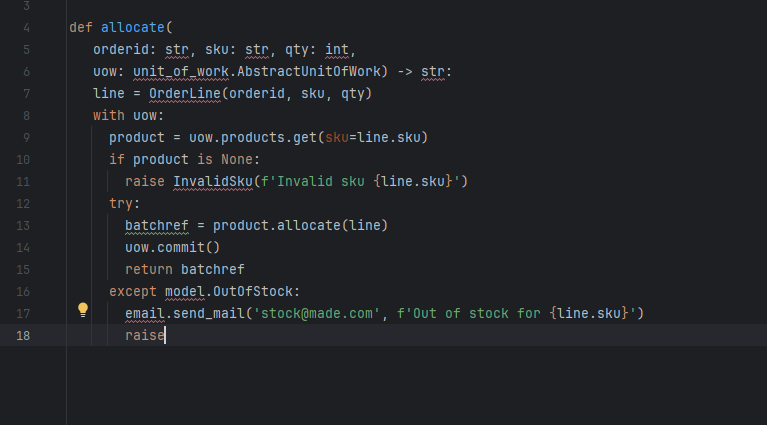 3
4 def allocate(
5 orderid: str, sku: str, qty: int,
6 uow: unit_of_work.AbstractUnitOfWork) -> str:
7 line = OrderLine(orderid, sku, qty)
8 with uow:
9 product = uow.products.get(sku=line.sku)
10 if product is None:
11 raise InvalidSku(f'Invalid sku {line.sku}')
12 try:
13 batchref = product.allocate(line)
14 uow.commit()
15 return batchref
16 except model.OutOfStock:
17 email.send_mail('stock@made.com', f'Out of stock for {line.sku}')
18 raise